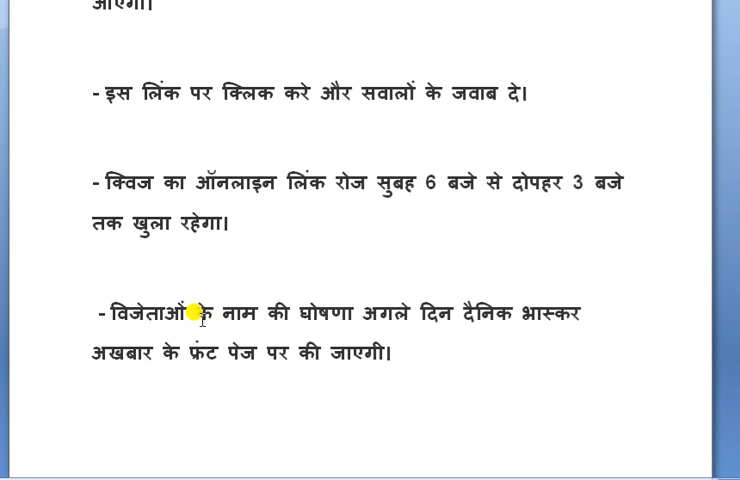 आएगा।
- इस लिंक पर क्लिक करे और सवालों के जवाब दे।
- क्विज का ऑनलाइन लिंक रोज सुबह 6 बजे से दोपहर 3 बजे
तक खुला रहेगा।
- विजेताओं के नाम की घोषणा अगले दिन दैनिक भास्कर
अखबार के फ्रंट पेज पर की जाएगी।